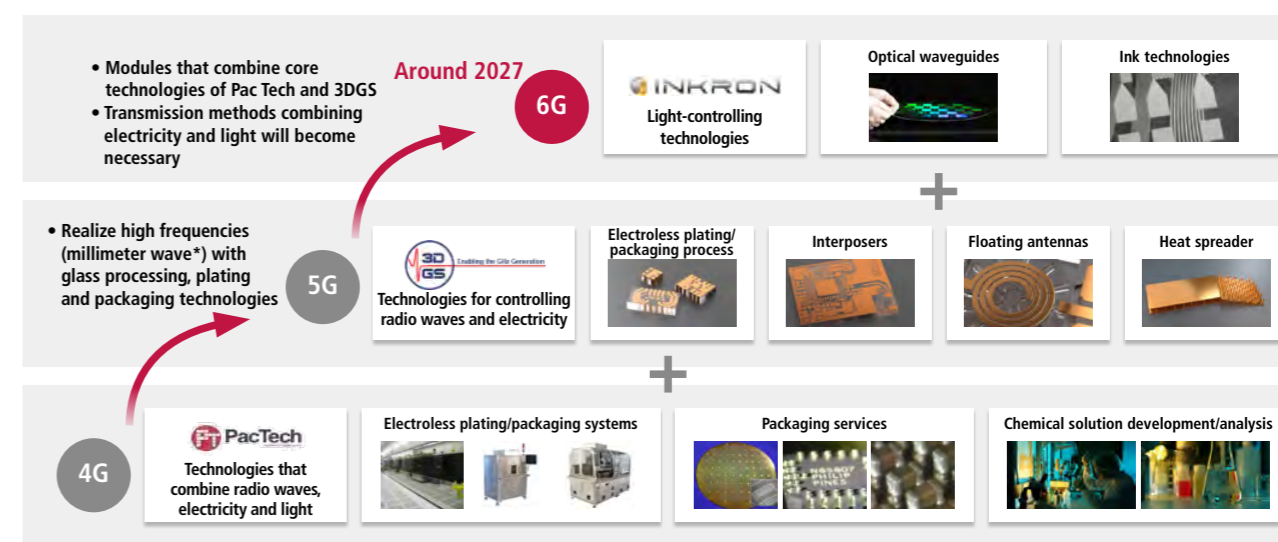 • Modules that combine core
technologies of Pac Tech and 3DGS
• Transmission methods combining
electricity and light will become
necessary
Around 2027
6G
INKRON
Light-controlling
technologies
Optical waveguides
Ink technologies
+
• Realize high frequencies
(millimeter wave*) with
glass processing, plating
and packaging technologies
5G
3D
GS
Enabling the GHz Generation
Technologies for controlling
radio waves and electricity
Electroless plating/
packaging process
Interposers
Floating antennas
Heat spreader
+
4G
PT PacTech
Technologies that
combine radio waves,
electricity and light
Electroless plating/packaging systems
Packaging services
PHILIP
PINES
Chemical solution development/analysis